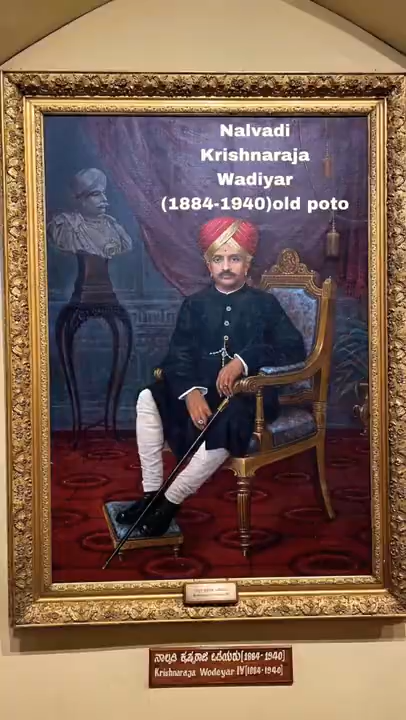 Nalvadi
Krishnaraja
Wadiyar
(1884-1940)old poto
ನಾಲ್ವಡಿ ಕೃಷ್ಣರಾಜ ಒಡೆಯರು[1884-1940]
Krishnaraja Wodeyar IV[1884-1940]